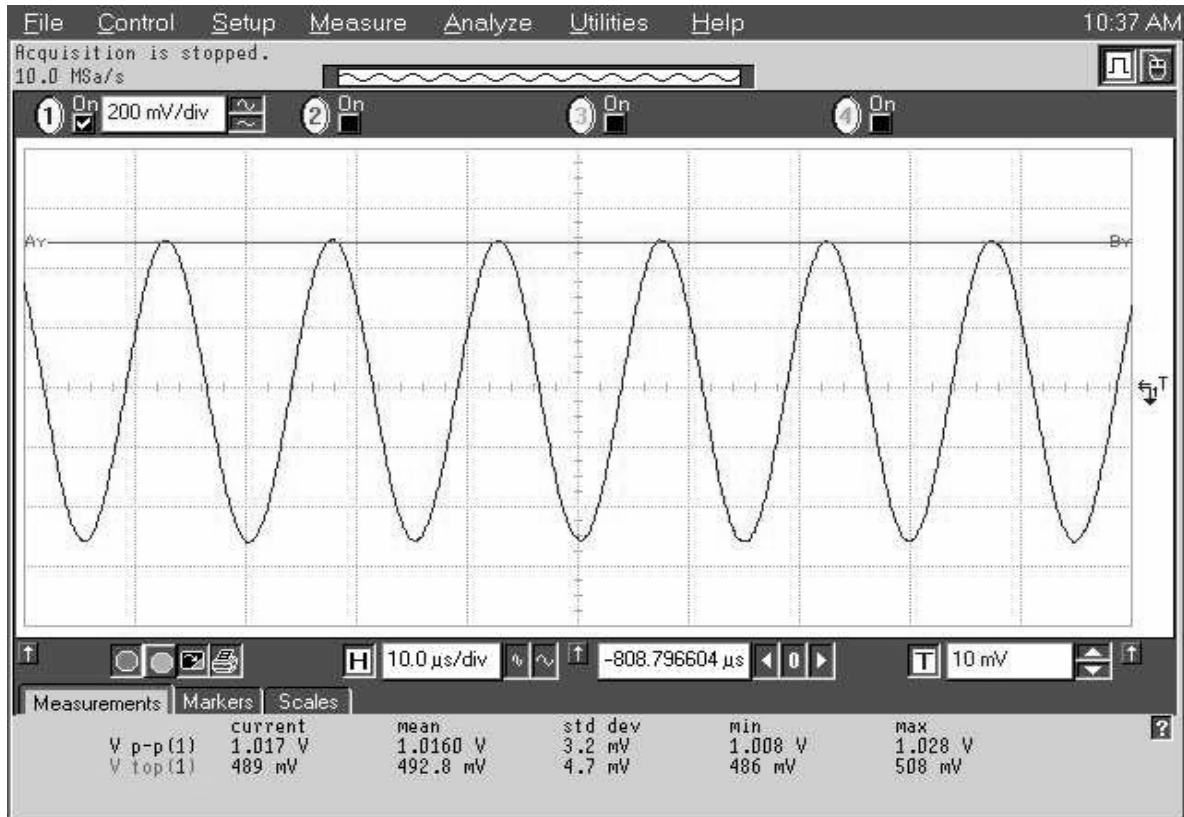 File Control Setup Measure Analyze Utilities Help 10:37 AM
Acquisition is stopped.
10.0 MSa/s
1 On 200 mV/div 2 On 3 On 4 On
AY BY
T
H 10.0 µs/div -808.796604 µs 0 T 10 mV
Measurements Markers Scales
current mean std dev min max
V p-p(1) 1.017 V 1.0160 V 3.2 mV 1.008 V 1.028 V
V top(1) 489 mV 492.8 mV 4.7 mV 486 mV 508 mV
?